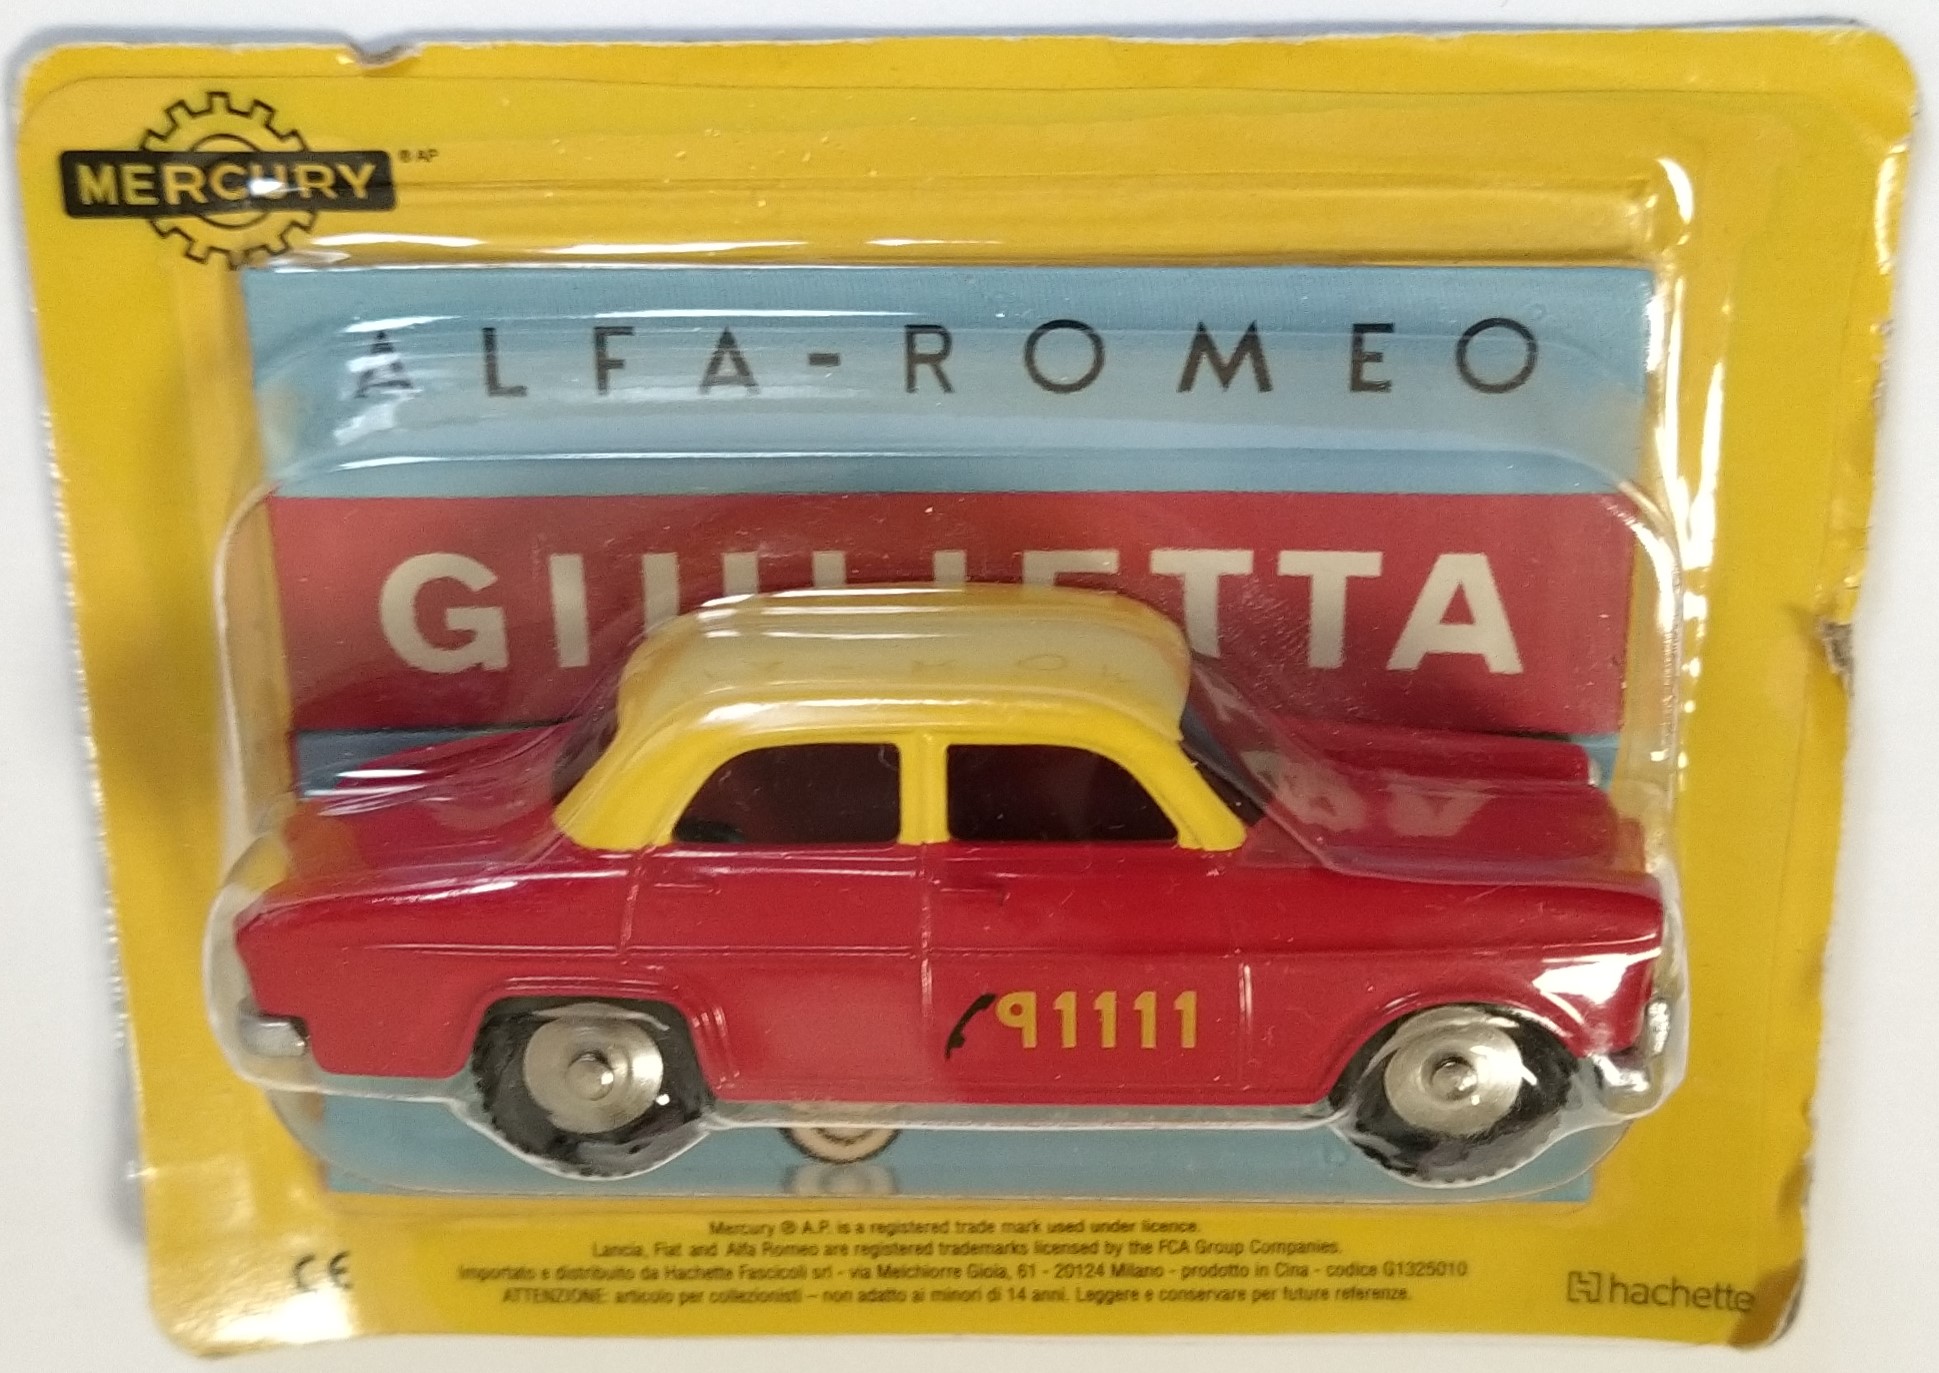 MERCURY ® AP
ALFA-ROMEO
GIULIETTA
91111
Mercury ® A.P. is a registered trade mark used under licence.
Lancia, Fiat and Alfa Romeo are registered trademarks licensed by the FCA Group Companies.
Importato e distribuito da Hachette Fascicoli srl - via Melchiorre Gioia, 61 - 20124 Milano - prodotto in Cina - codice G1325010
ATTENZIONE: articolo per collezionisti – non adatto ai minori di 14 anni. Leggere e conservare per future referenze.
CE
hachette